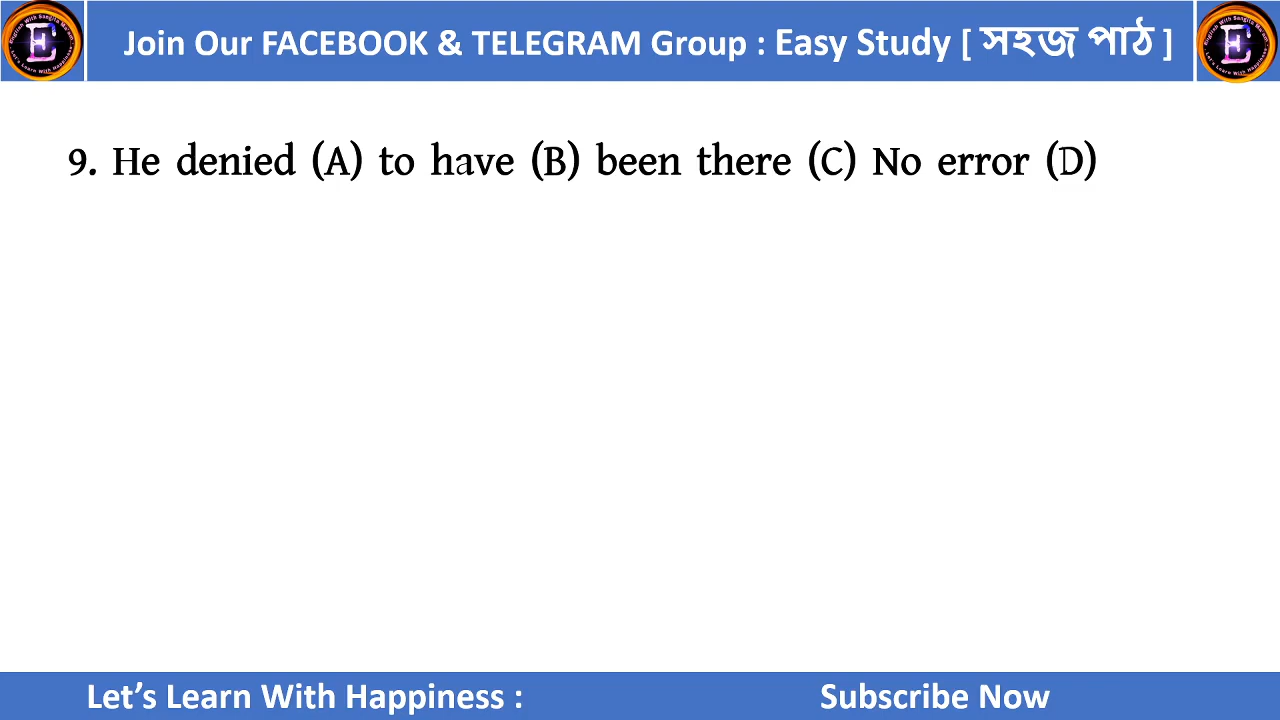 Join Our FACEBOOK & TELEGRAM Group : Easy Study [ সহজ পাঠ ]
9. He denied (A) to have (B) been there (C) No error (D)
Let’s Learn With Happiness :
Subscribe Now